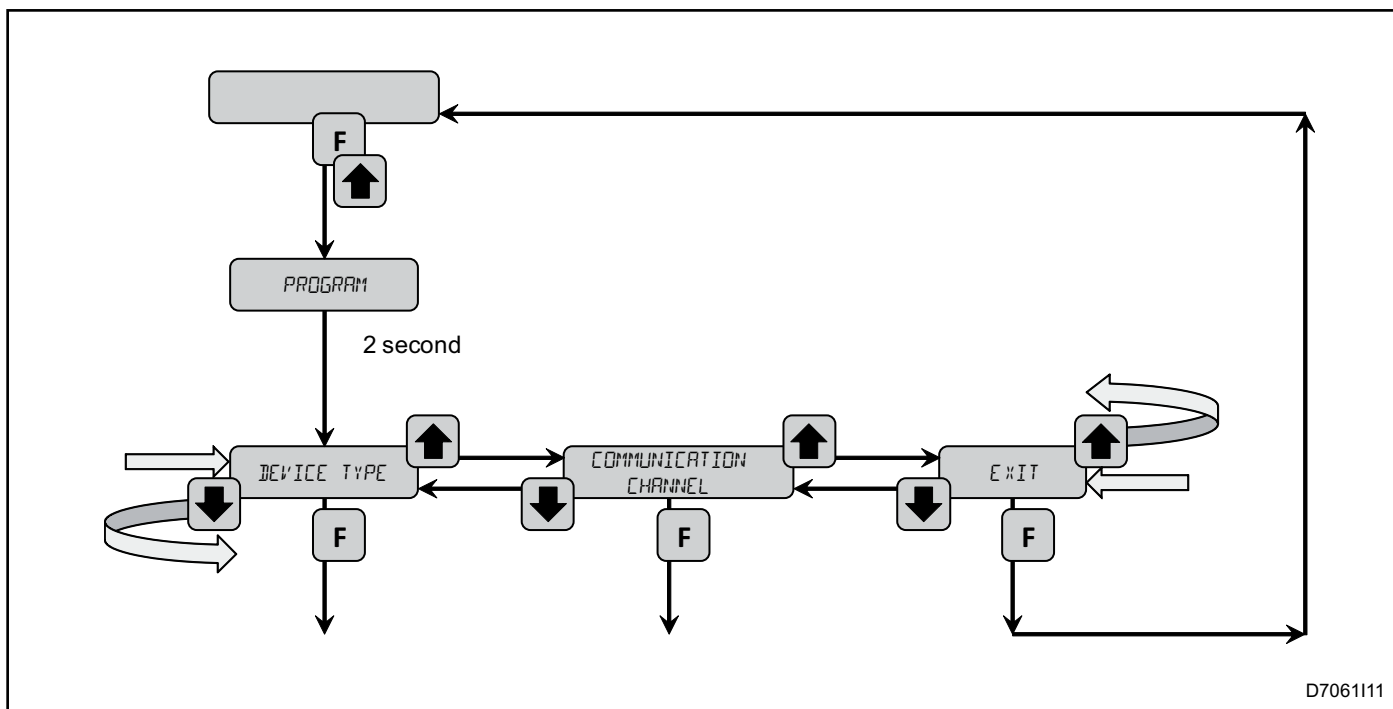 F
PROGRAM
2 second
DEVICE TYPE
COMMUNICATION
CHANNEL
EXIT
F
F
F
D7061I11